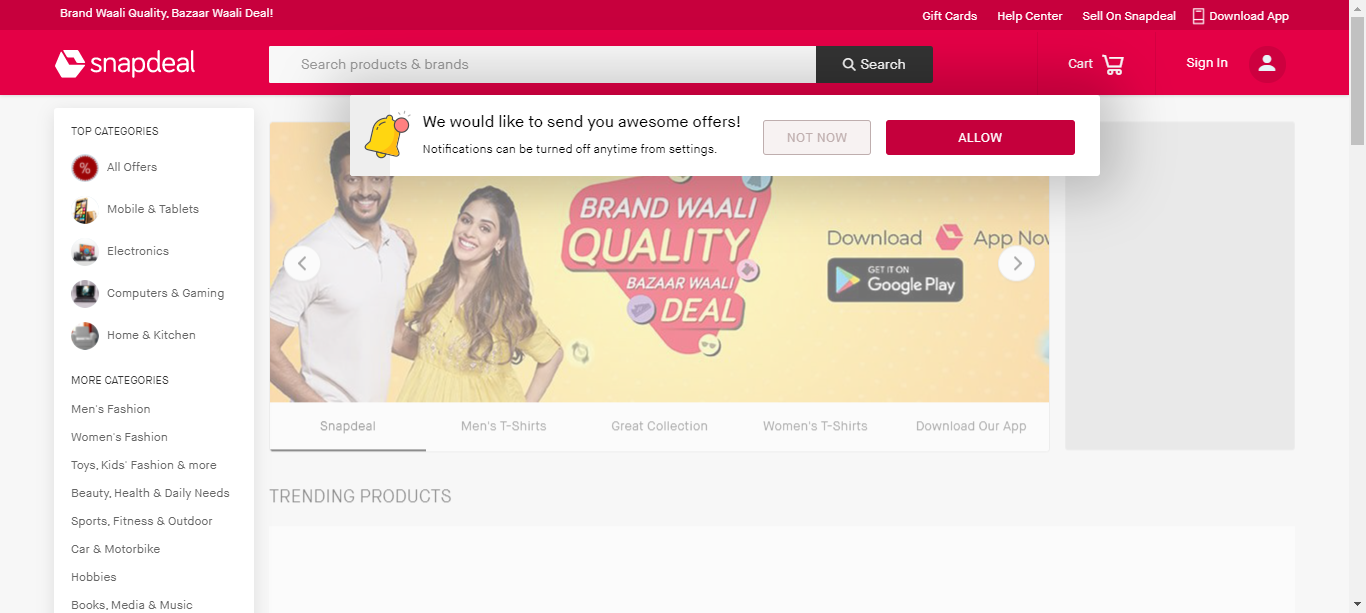 Brand Waali Quality, Bazaar Waali Deal!
Gift Cards
Help Center
Sell On Snapdeal
Download App
snapdeal
Search products & brands
Search
Cart
Sign In
We would like to send you awesome offers!
Notifications can be turned off anytime from settings.
NOT NOW
ALLOW
TOP CATEGORIES
All Offers
Mobile & Tablets
Electronics
Computers & Gaming
Home & Kitchen
MORE CATEGORIES
Men's Fashion
Women's Fashion
Toys, Kids' Fashion & more
Beauty, Health & Daily Needs
Sports, Fitness & Outdoor
Car & Motorbike
Hobbies
Books, Media & Music
BRAND WAALI
QUALITY
BAZAAR WAALI
DEAL
Download App Nov
GET IT ON
Google Play
Snapdeal
Men's T-Shirts
Great Collection
Women's T-Shirts
Download Our App
TRENDING PRODUCTS